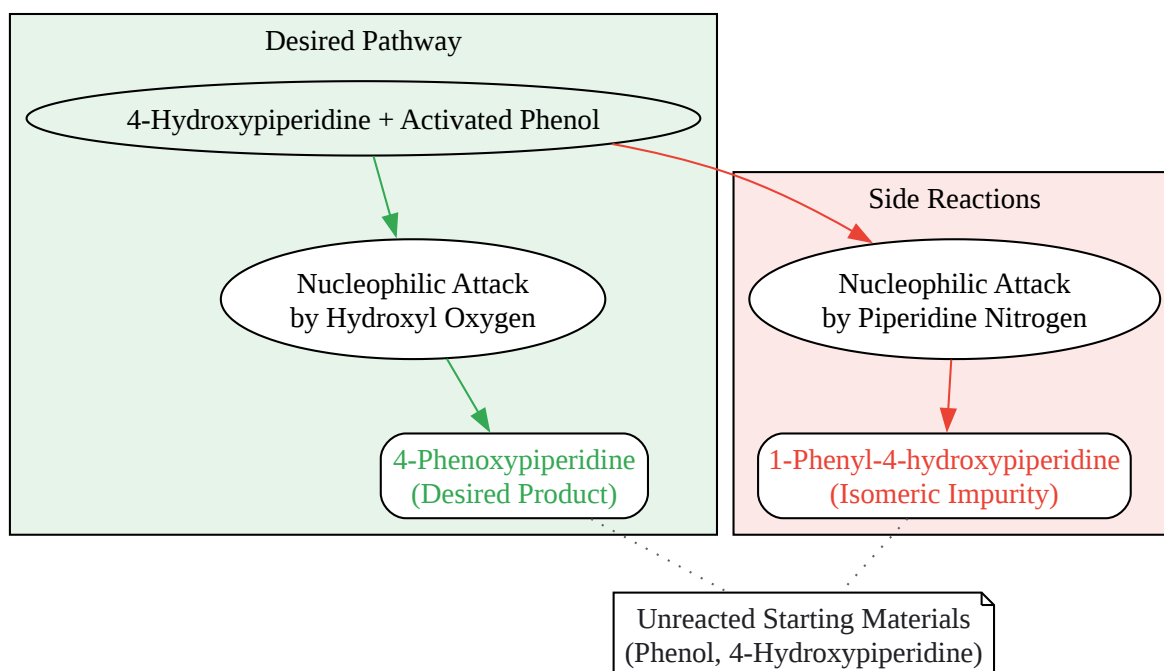 Desired Pathway
4-Hydroxypiperidine + Activated Phenol
Side Reactions
Nucleophilic Attack
by Hydroxyl Oxygen
Nucleophilic Attack
by Piperidine Nitrogen
4-Phenoxypiperidine
(Desired Product)
1-Phenyl-4-hydroxypiperidine
(Isomeric Impurity)
Unreacted Starting Materials
(Phenol, 4-Hydroxypiperidine)